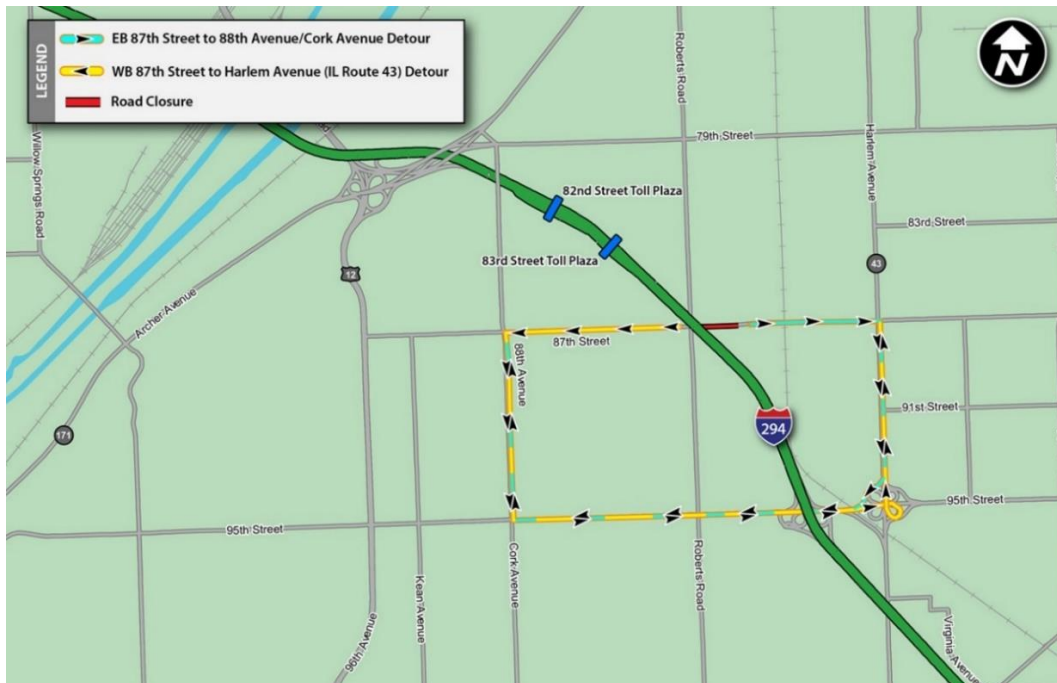 LEGEND
EB 87th Street to 88th Avenue/Cork Avenue Detour
WB 87th Street to Harlem Avenue (IL Route 43) Detour
Road Closure
N
Willow Springs Road
Roberts Road
79th Street
Harlem Avenue
82nd Street Toll Plaza
83rd Street
83rd Street Toll Plaza
43
12
Archer Avenue
87th Street
88th Avenue
91st Street
294
171
95th Street
95th Street
Cork Avenue
Roberts Road
Kean Avenue
96th Avenue
Virginia Avenue